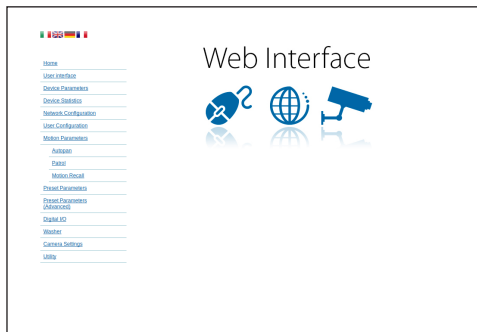 Web Interface
Home
User Interface
Device Parameters
Device Statistics
Network Configuration
User Configuration
Motion Parameters
Autopan
Patrol
Motion Recall
Preset Parameters
Preset Parameters
(Advanced)
Digital I/O
Washer
Camera Settings
Utility